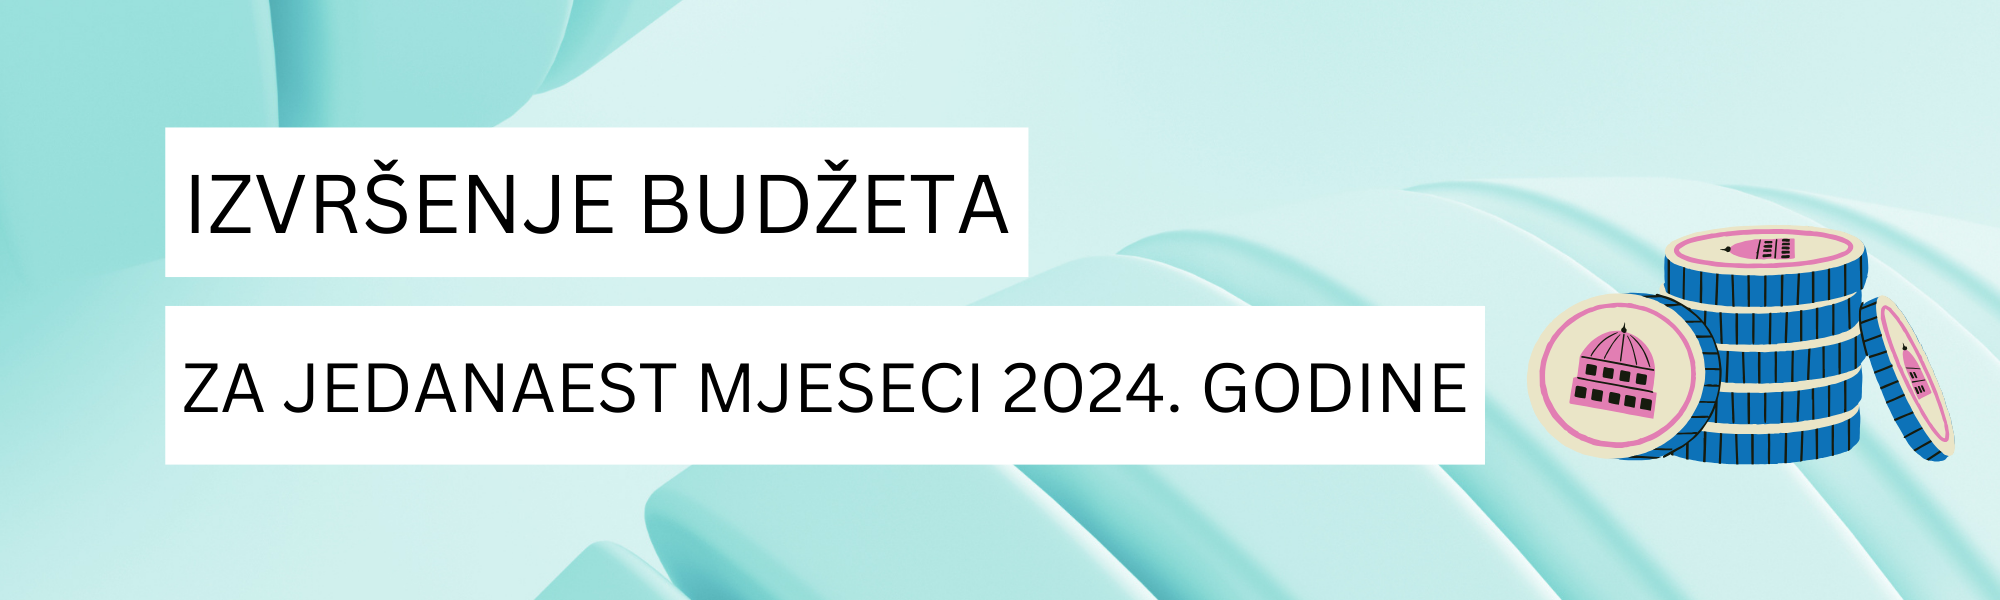 IZVRŠENJE BUDŽETA
ZA JEDANAEST MJESECI 2024. GODINE